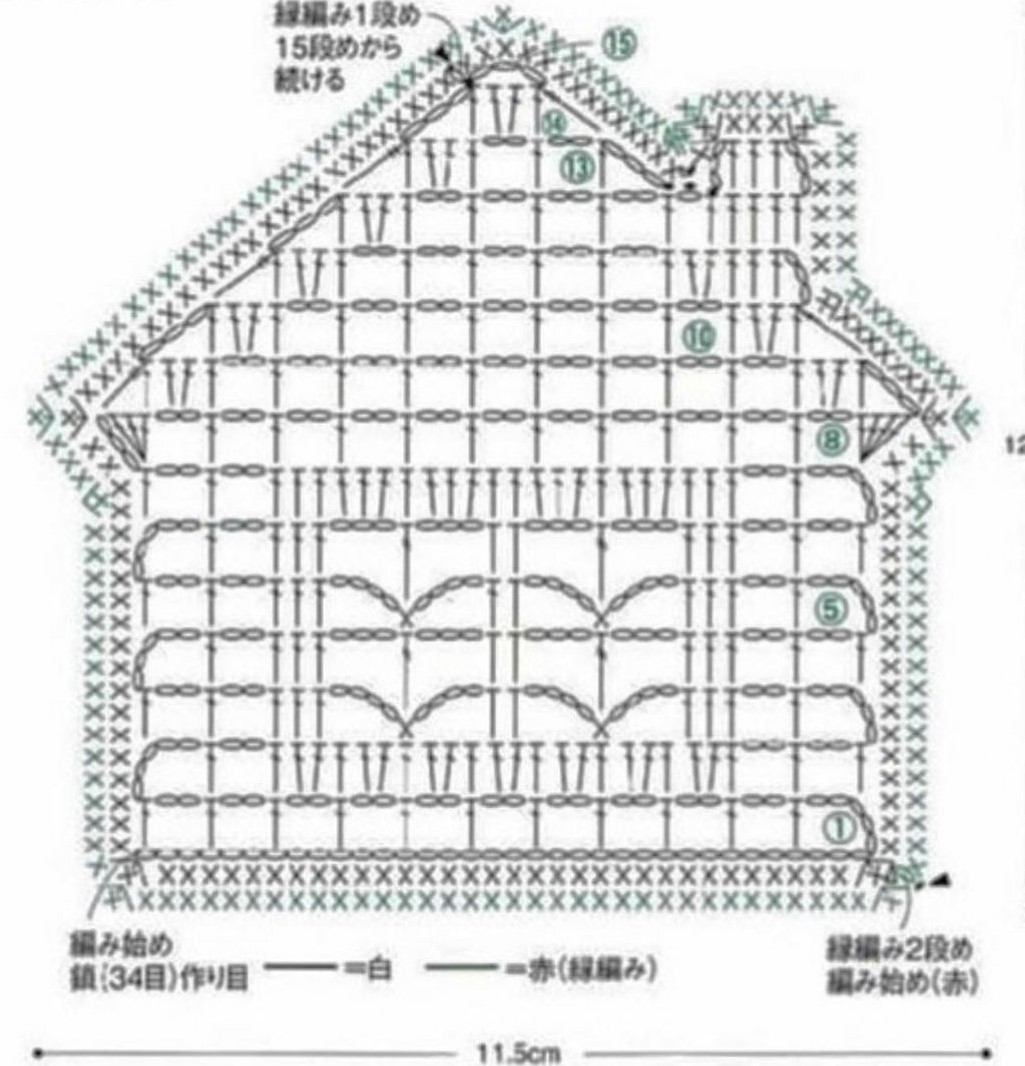 縁編み1段め
15段めから
続ける
⑮
⑭
⑬
⑩
⑧
12
⑤
①
編み始め
鎖(34目)作り目
=白
=赤(縁編み)
縁編み2段め
編み始め(赤)
11.5cm